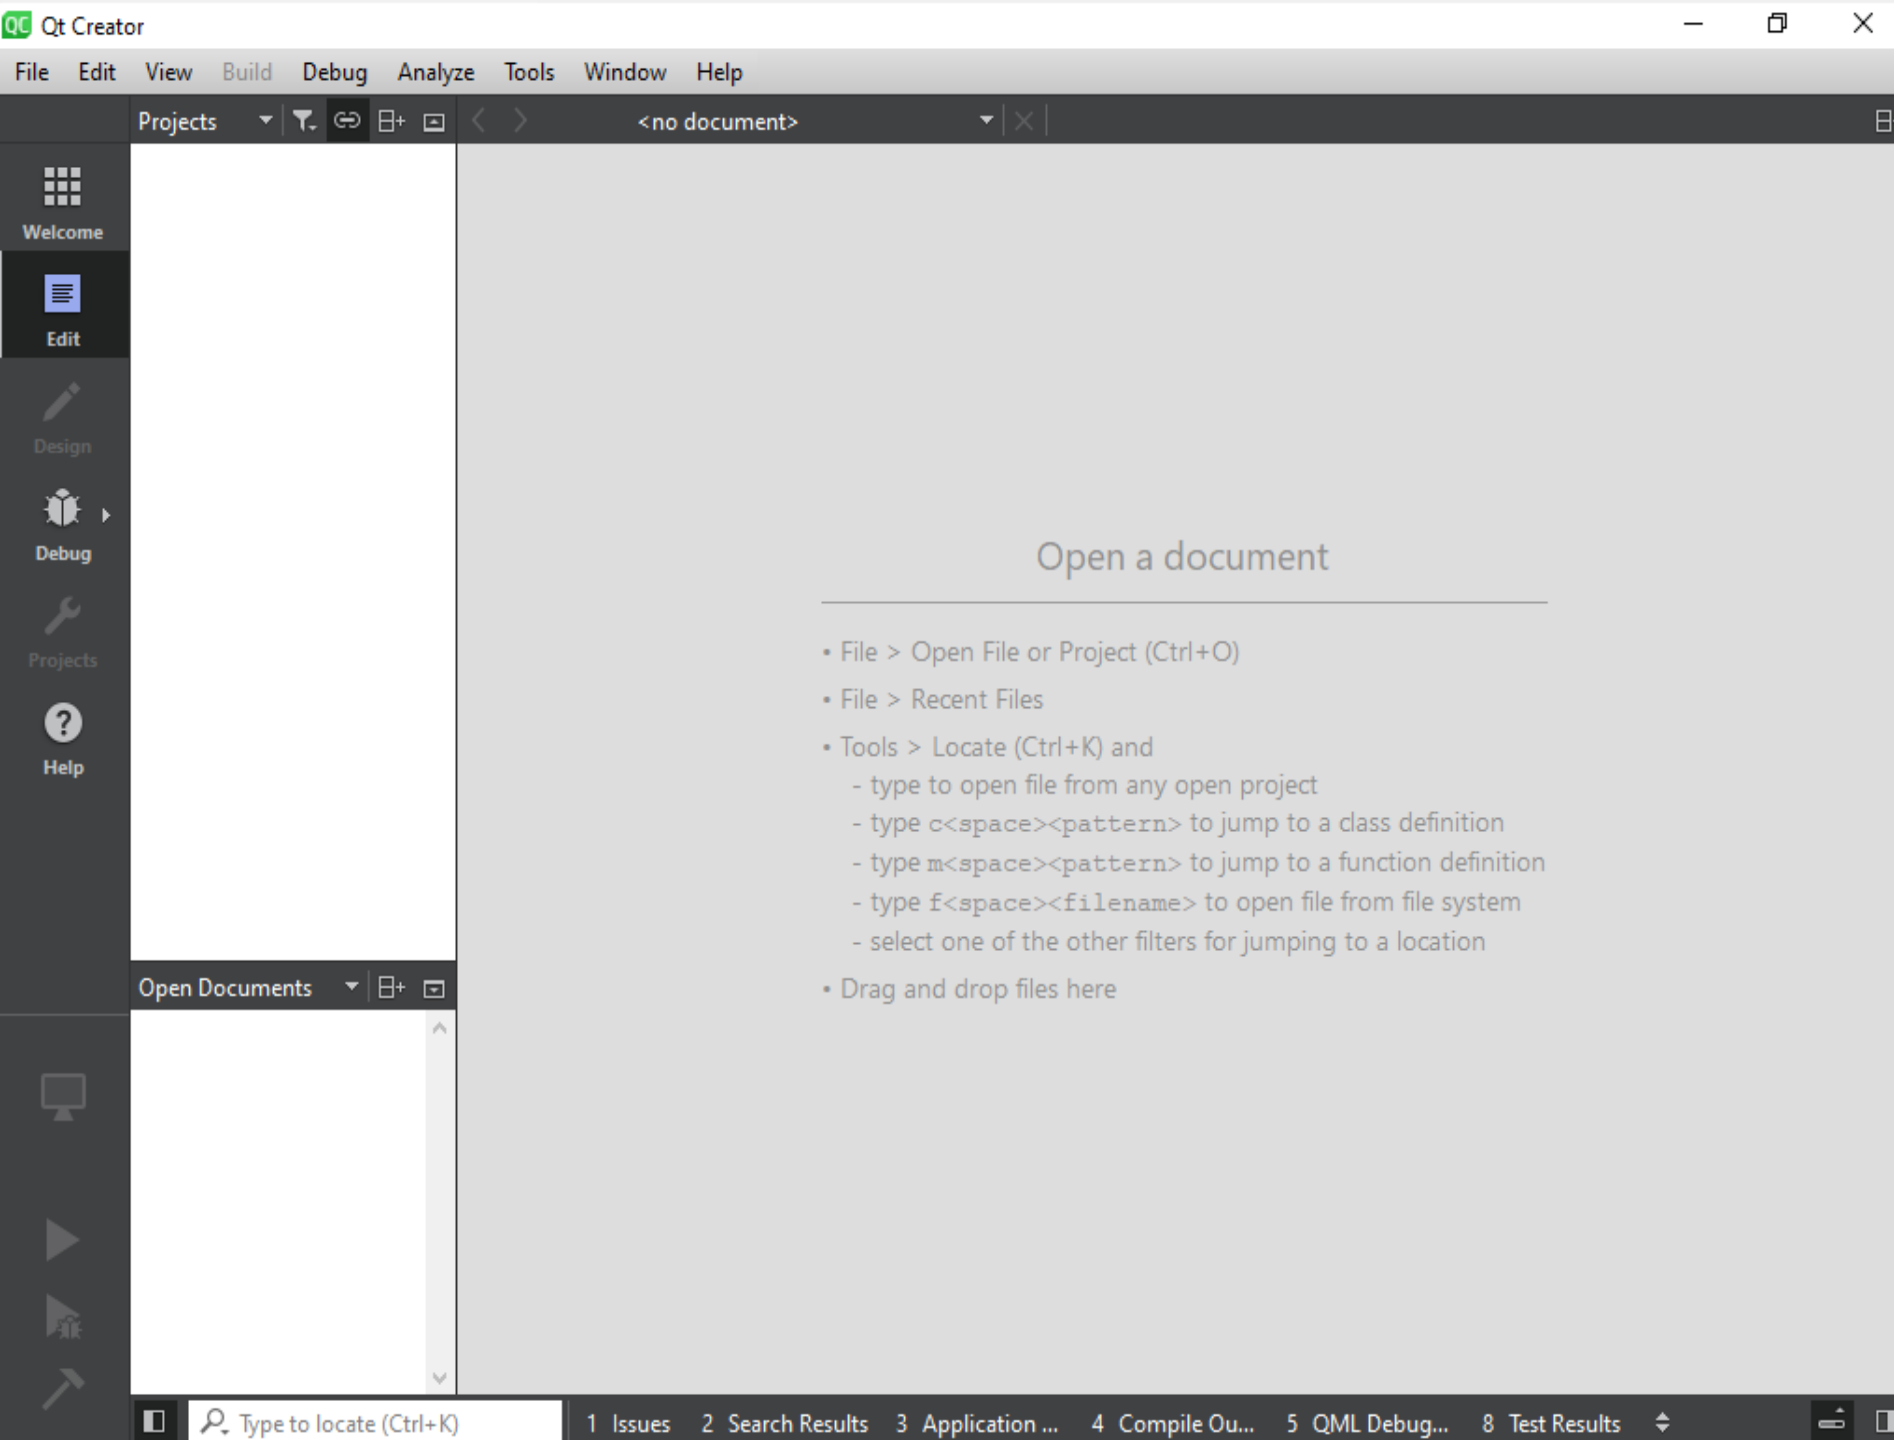 QC Qt Creator
File Edit View Build Debug Analyze Tools Window Help
Projects <no document>
Welcome
Edit
Design
Debug
Projects
Help
Open a document
• File > Open File or Project (Ctrl+O)
• File > Recent Files
• Tools > Locate (Ctrl+K) and
- type to open file from any open project
- type c<space><pattern> to jump to a class definition
- type m<space><pattern> to jump to a function definition
- type f<space><filename> to open file from file system
- select one of the other filters for jumping to a location
• Drag and drop files here
Open Documents
Type to locate (Ctrl+K) 1 Issues 2 Search Results 3 Application ... 4 Compile Ou... 5 QML Debug... 8 Test Results